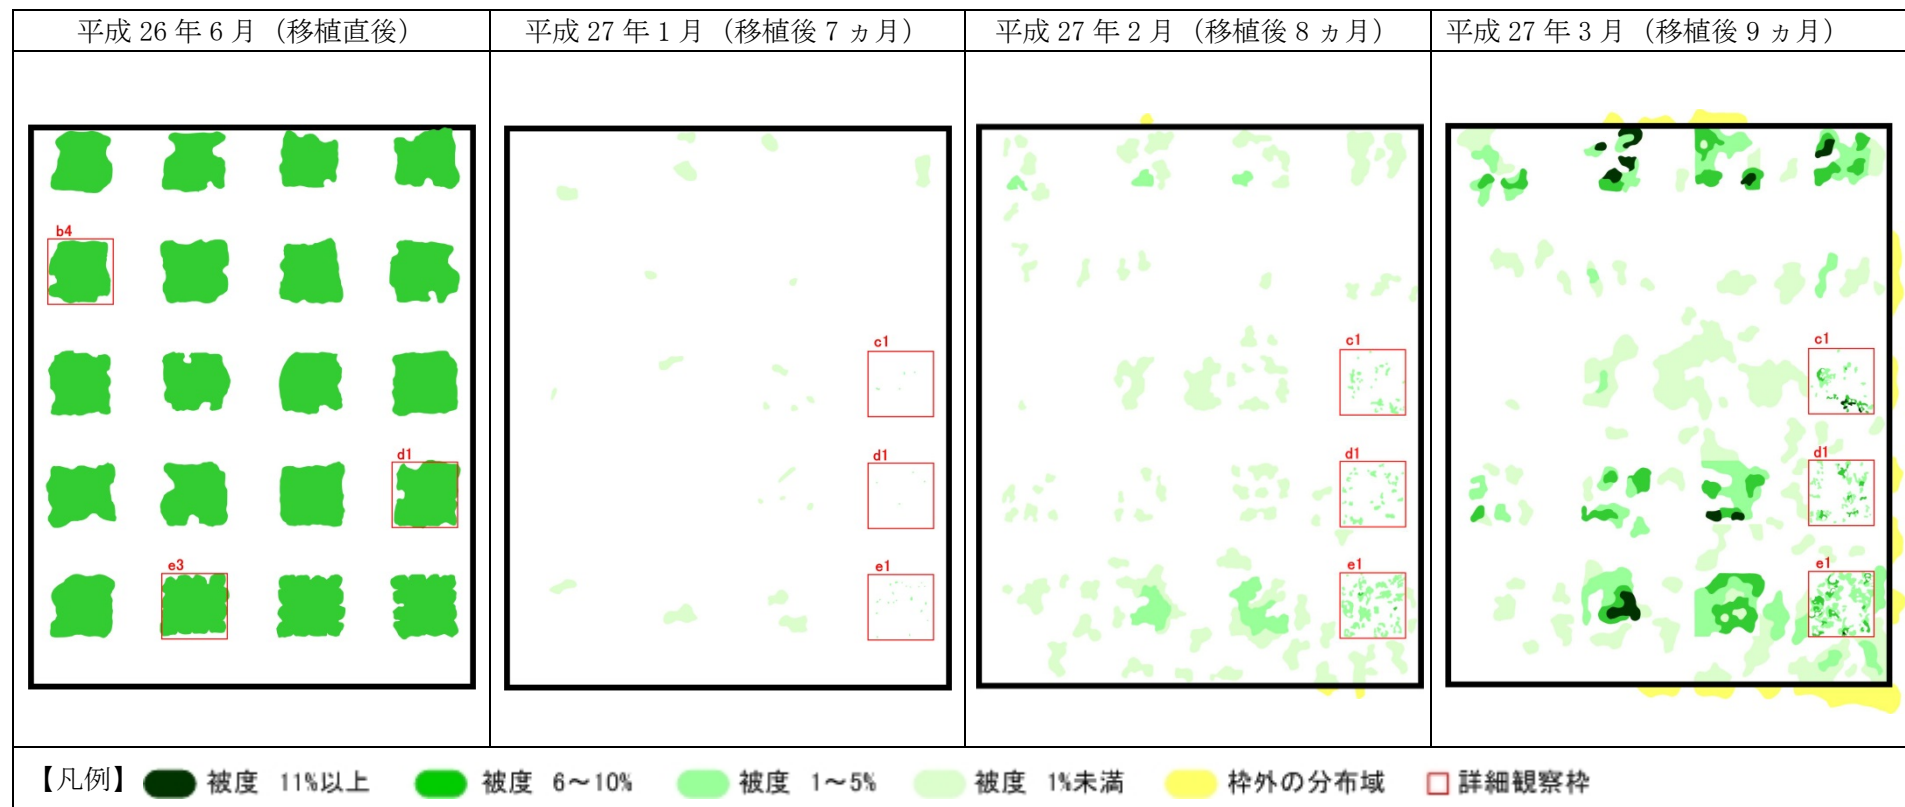 平成 26 年 6 月（移植直後）
平成 27 年 1 月（移植後 7 ヵ月）
平成 27 年 2 月（移植後 8 ヵ月）
平成 27 年 3 月（移植後 9 ヵ月）
b4
d1
e3
c1
d1
e1
c1
d1
e1
c1
d1
e1
【凡例】 被度 11%以上 被度 6～10% 被度 1～5% 被度 1%未満 枠外の分布域 詳細観察枠